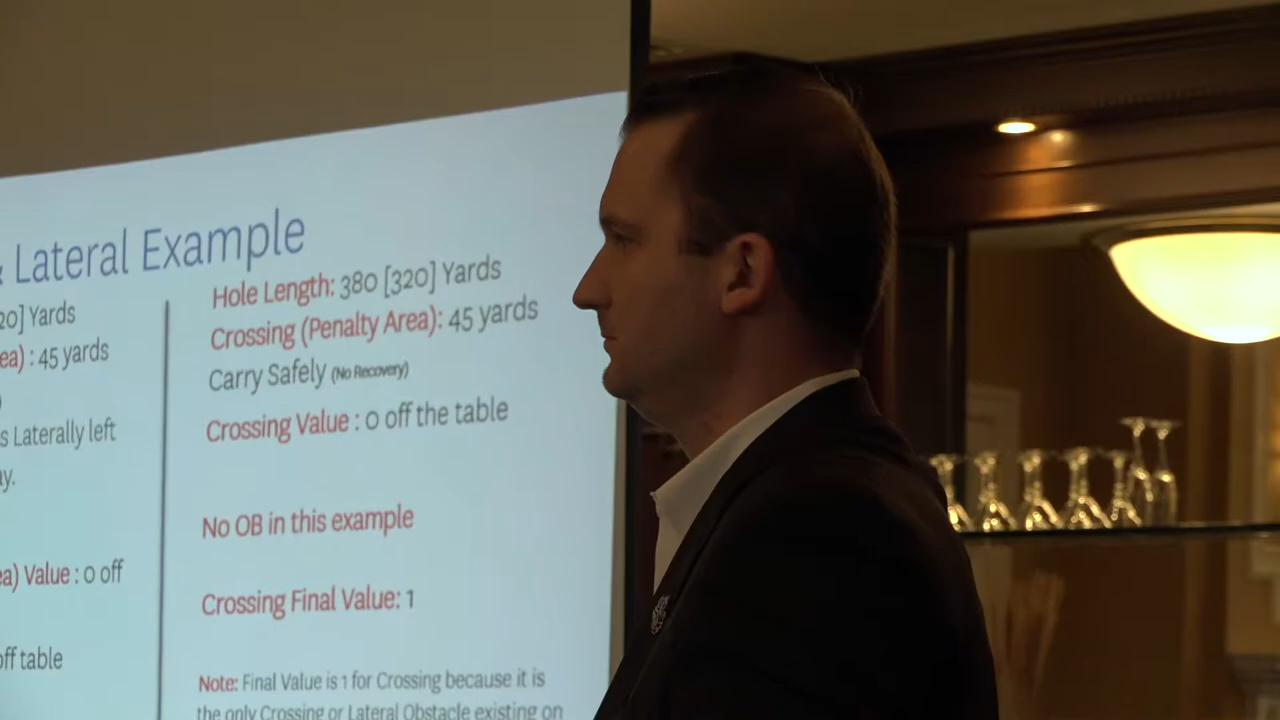 Lateral Example
20] Yards
ea) : 45 yards
)
s Laterally left
y.
ea) Value : 0 off
off table
Hole Length: 380 [320] Yards
Crossing (Penalty Area): 45 yards
Carry Safely (No Recovery)
Crossing Value : 0 off the table
No OB in this example
Crossing Final Value: 1
Note: Final Value is 1 for Crossing because it is
the only Crossing or Lateral Obstacle existing on